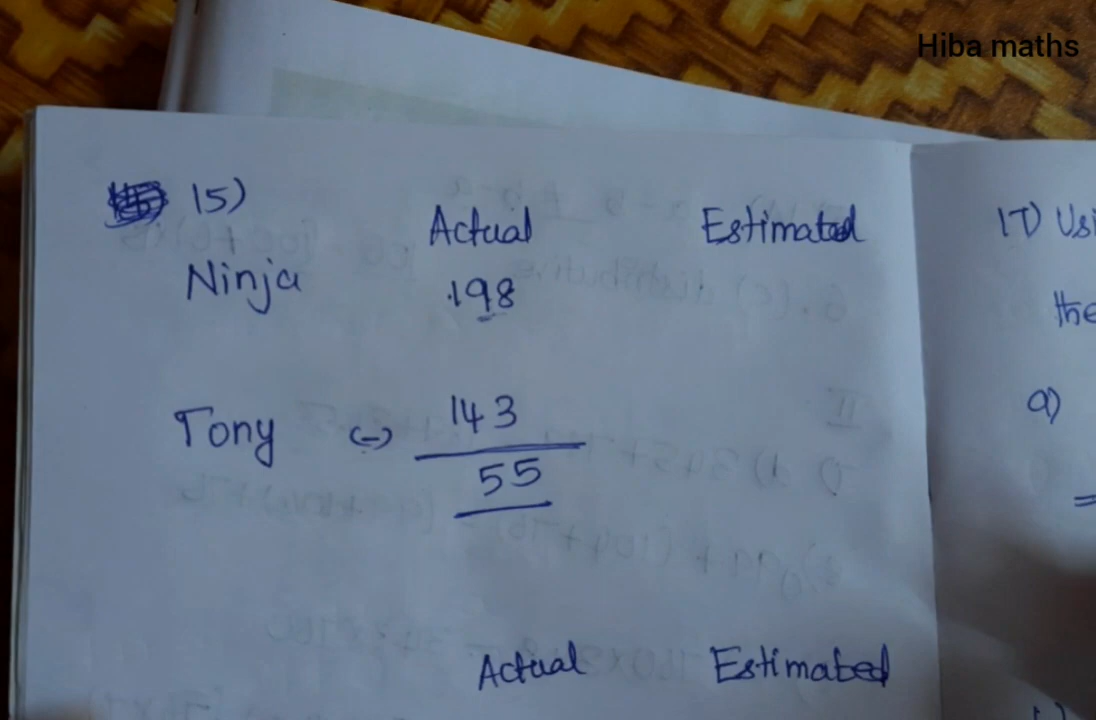 Hiba maths
15)
Actual Estimated
Ninja 198
Tony (-) 143
55
Actual Estimated
17) Usi
the
a)
=